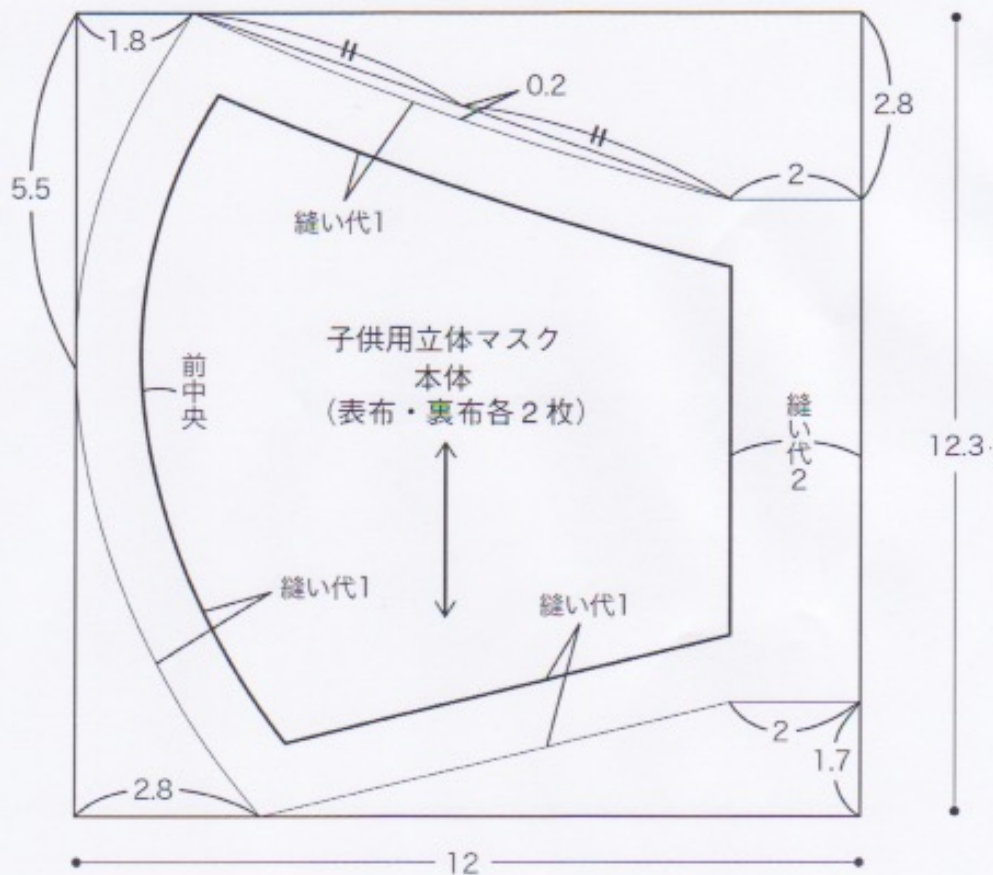 1.8
0.2
2.8
5.5
2
縫い代1
子供用立体マスク
本体
（表布・裏布各２枚）
前中央
縫い代2
12.3
縫い代1
縫い代1
2
1.7
2.8
12